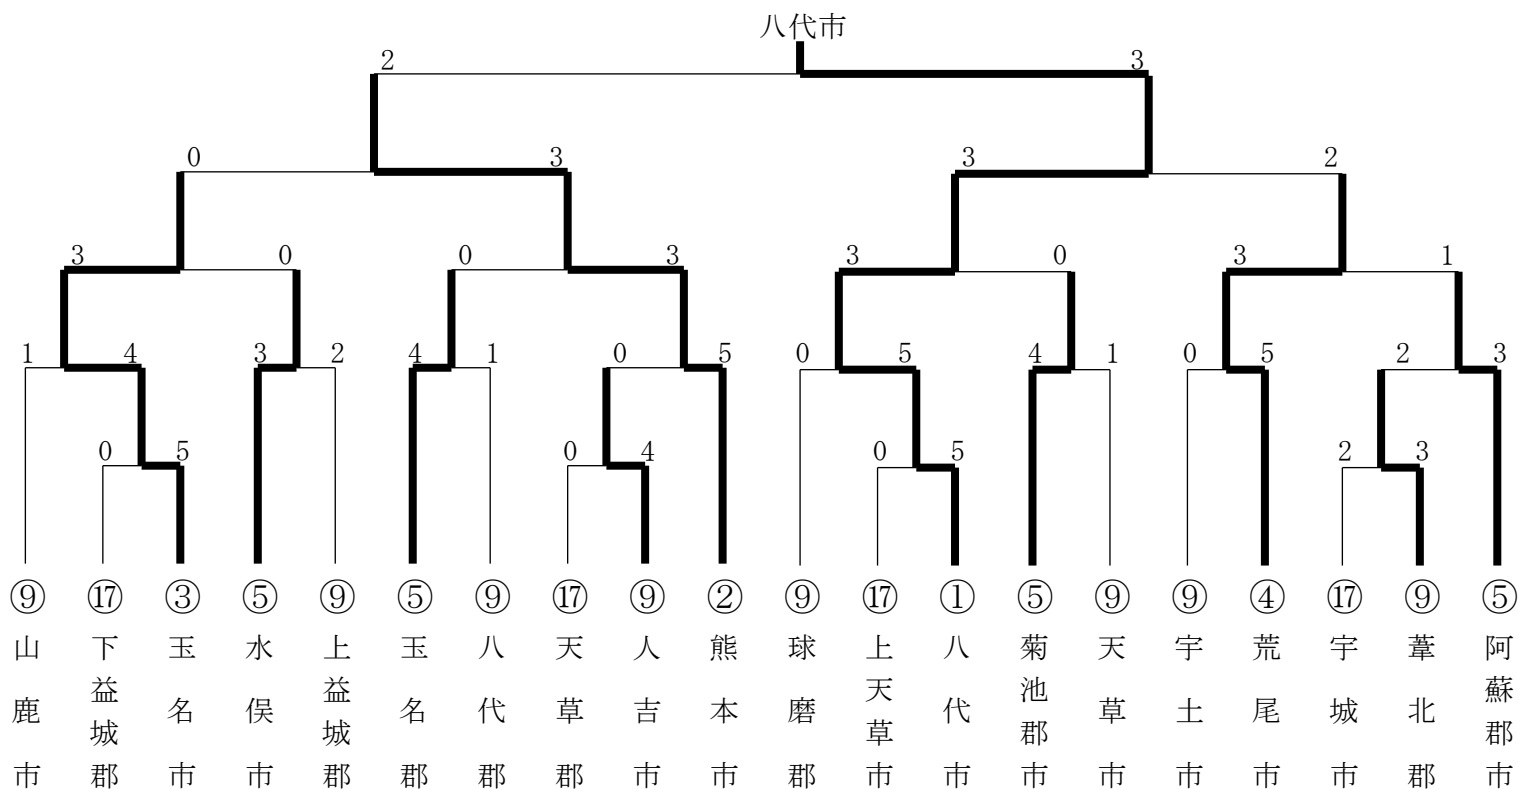 八代市
2 3
0 3 3 2
3 0 0 3 3 0 3 1
1 4 3 2 4 1 0 5 0 5 4 1 0 5 2 3
0 5 0 4 0 5 2 3
⑨ ⑰ ③ ⑤ ⑨ ⑤ ⑨ ⑰ ⑨ ② ⑨ ⑰ ① ⑤ ⑨ ⑨ ④ ⑰ ⑨ ⑤
山鹿市
下益城郡
玉名市
水俣市
上益城郡
玉名郡
八代郡
天草郡
人吉市
熊本市
球磨郡
上天草市
八代市
菊池郡市
天草市
宇土市
荒尾市
宇城市
葦北郡
阿蘇郡市